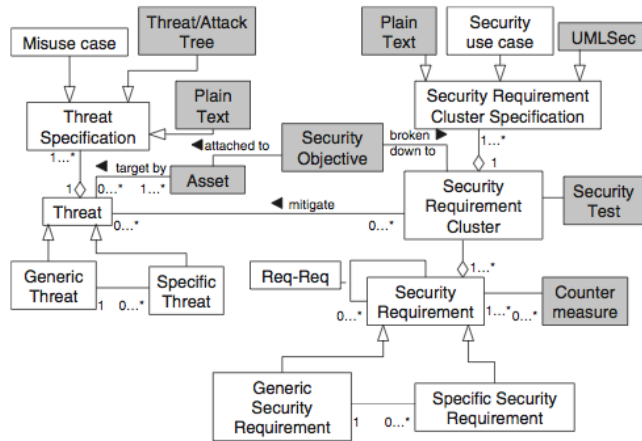 Misuse case
Threat/Attack
Tree
Plain
Text
Security
use case
UMLSec
Threat
Specification
Plain
Text
Security Requirement
Cluster Specification
1...*
◀attached to
Security
Objective
broken ▶
down to
1...*
1
◀ target by
1
0...*
1...*
Asset
Threat
◀ mitigate
0...*
0...*
Security
Requirement
Cluster
Security
Test
Generic
Threat
1
0...*
Specific
Threat
Req-Req
1...*
Security
Requirement
0...*
1...*
0...*
Counter
measure
Generic
Security
Requirement
1
0...*
Specific Security
Requirement